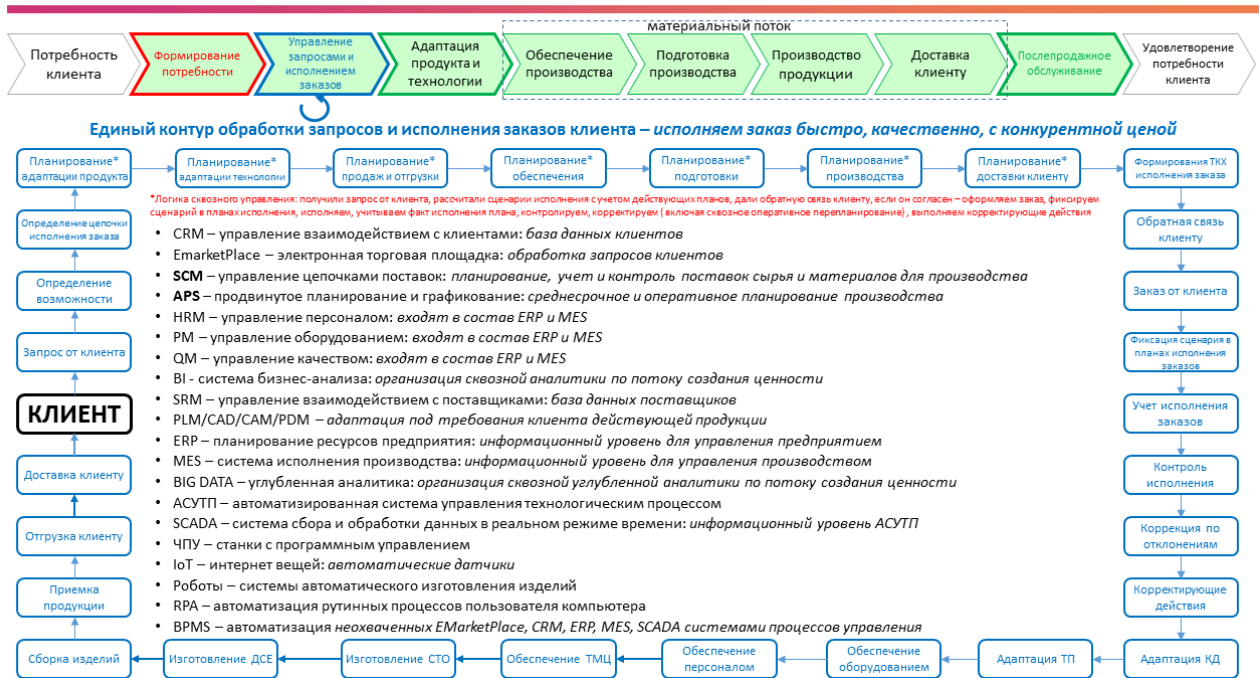 материальный поток
Потребность
клиента
Формирование
потребности
Управление
запросами и
исполнением
заказов
Адаптация
продукта и
технологии
Обеспечение
производства
Подготовка
производства
Производство
продукции
Доставка
клиенту
Послепродажное
обслуживание
Удовлетворение
потребности
клиента
Единый контур обработки запросов и исполнения заказов клиента – исполняем заказ быстро, качественно, с конкурентной ценой
Планирование*
адаптации продукта
Планирование*
адаптации технологии
Планирование*
продаж и отгрузки
Планирование*
обеспечения
Планирование*
подготовки
Планирование*
производства
Планирование*
доставки клиенту
Формирования ТКХ
исполнения заказа
*Логика сквозного управления: получили запрос от клиента, рассчитали сценарии исполнения с учетом действующих планов, дали обратную связь клиенту, если он согласен – оформляем заказ, фиксируем
сценарий в планах исполнения, исполняем, учитываем факт исполнения плана, контролируем, корректируем ( включая сквозное оперативное перепланирование) , выполняем корректирующие действия
Определение цепочки
исполнения заказа
Определение
возможности
Запрос от клиента
КЛИЕНТ
Доставка клиенту
Отгрузка клиенту
Приемка
продукции
• CRM – управление взаимодействием с клиентами: база данных клиентов
• EmarketPlace – электронная торговая площадка: обработка запросов клиентов
• SCM – управление цепочками поставок: планирование, учет и контроль поставок сырья и материалов для производства
• APS – продвинутое планирование и графикование: среднесрочное и оперативное планирование производства
• HRM – управление персоналом: входят в состав ERP и MES
• PM – управление оборудованием: входят в состав ERP и MES
• QM – управление качеством: входят в состав ERP и MES
• BI - система бизнес-анализа: организация сквозной аналитики по потоку создания ценности
• SRM – управление взаимодействием с поставщиками: база данных поставщиков
• PLM/CAD/CAM/PDM – адаптация под требования клиента действующей продукции
• ERP – планирование ресурсов предприятия: информационный уровень для управления предприятием
• MES – система исполнения производства: информационный уровень для управления производством
• BIG DATA – углубленная аналитика: организация сквозной углубленной аналитики по потоку создания ценности
• АСУТП – автоматизированная система управления технологическим процессом
• SCADA – система сбора и обработки данных в реальном режиме времени: информационный уровень АСУТП
• ЧПУ – станки с программным управлением
• IoT – интернет вещей: автоматические датчики
• Роботы – системы автоматического изготовления изделий
• RPA – автоматизация рутинных процессов пользователя компьютера
• BPMS – автоматизация неохваченных EMarketPlace, CRM, ERP, MES, SCADA системами процессов управления
Обратная связь
клиенту
Заказ от клиента
Фиксация сценария в
планах исполнения
заказов
Учет исполнения
заказов
Контроль
исполнения
Коррекция по
отклонениям
Корректирующие
действия
Сборка изделий
Изготовление ДСЕ
Изготовление СТО
Обеспечение ТМЦ
Обеспечение
персоналом
Обеспечение
оборудованием
Адаптация ТП
Адаптация КД